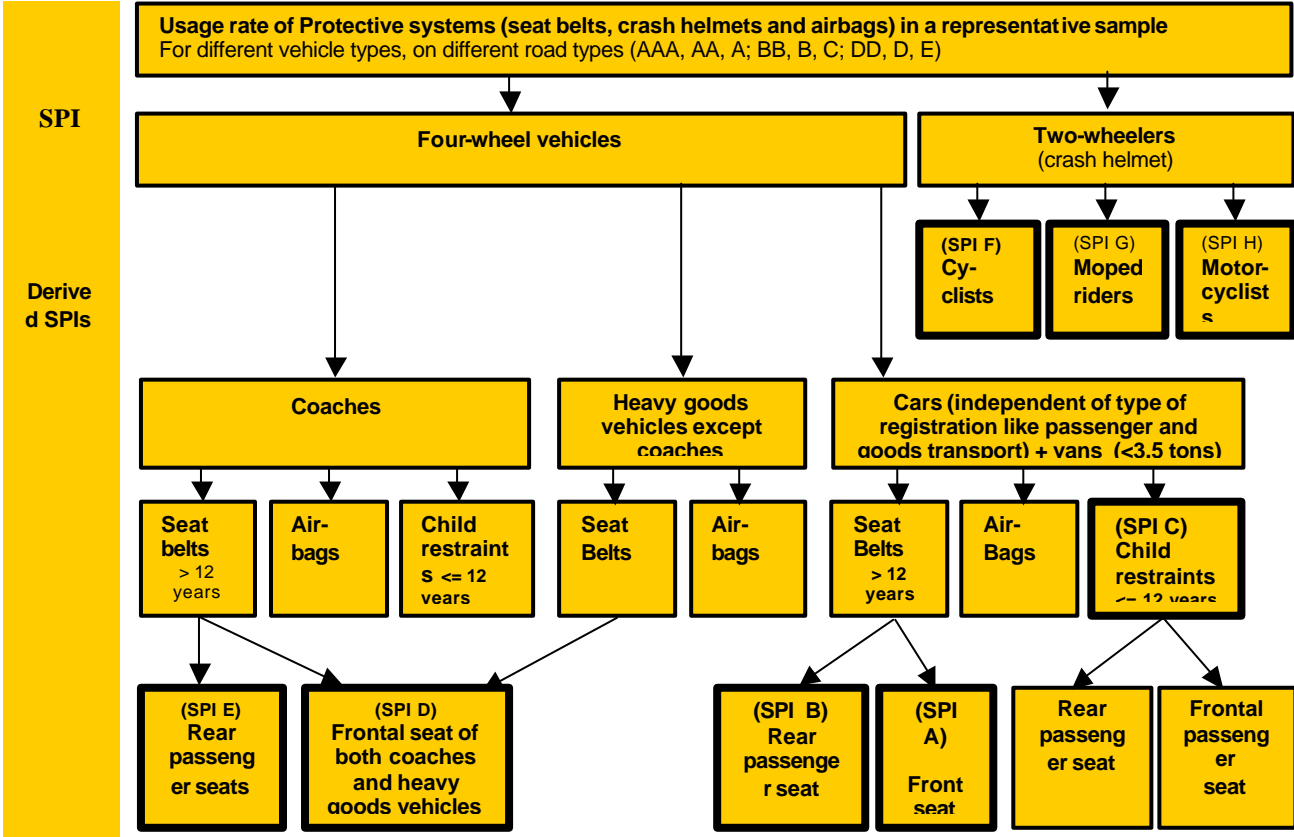 Usage rate of Protective systems (seat belts, crash helmets and airbags) in a representative sample
For different vehicle types, on different road types (AAA, AA, A; BB, B, C; DD, D, E)
SPI
Four-wheel vehicles
Two-wheelers
(crash helmet)
(SPI F)
Cy-
clists
(SPI G)
Moped
riders
(SPI H)
Motor-
cyclist
s
Derive
d SPIs
Coaches
Heavy goods
vehicles except
coaches
Cars (independent of type of
registration like passenger and
goods transport) + vans (<3.5 tons)
Seat
belts
> 12
years
Air-
bags
Child
restraint
s <= 12
years
Seat
Belts
Air-
bags
Seat
Belts
> 12
years
Air-
Bags
(SPI C)
Child
restraints
<= 12 years
(SPI E)
Rear
passeng
er seats
(SPI D)
Frontal seat of
both coaches
and heavy
goods vehicles
(SPI B)
Rear
passenge
r seat
(SPI
A)
Front
seat
Rear
passeng
er seat
Frontal
passeng
er
seat